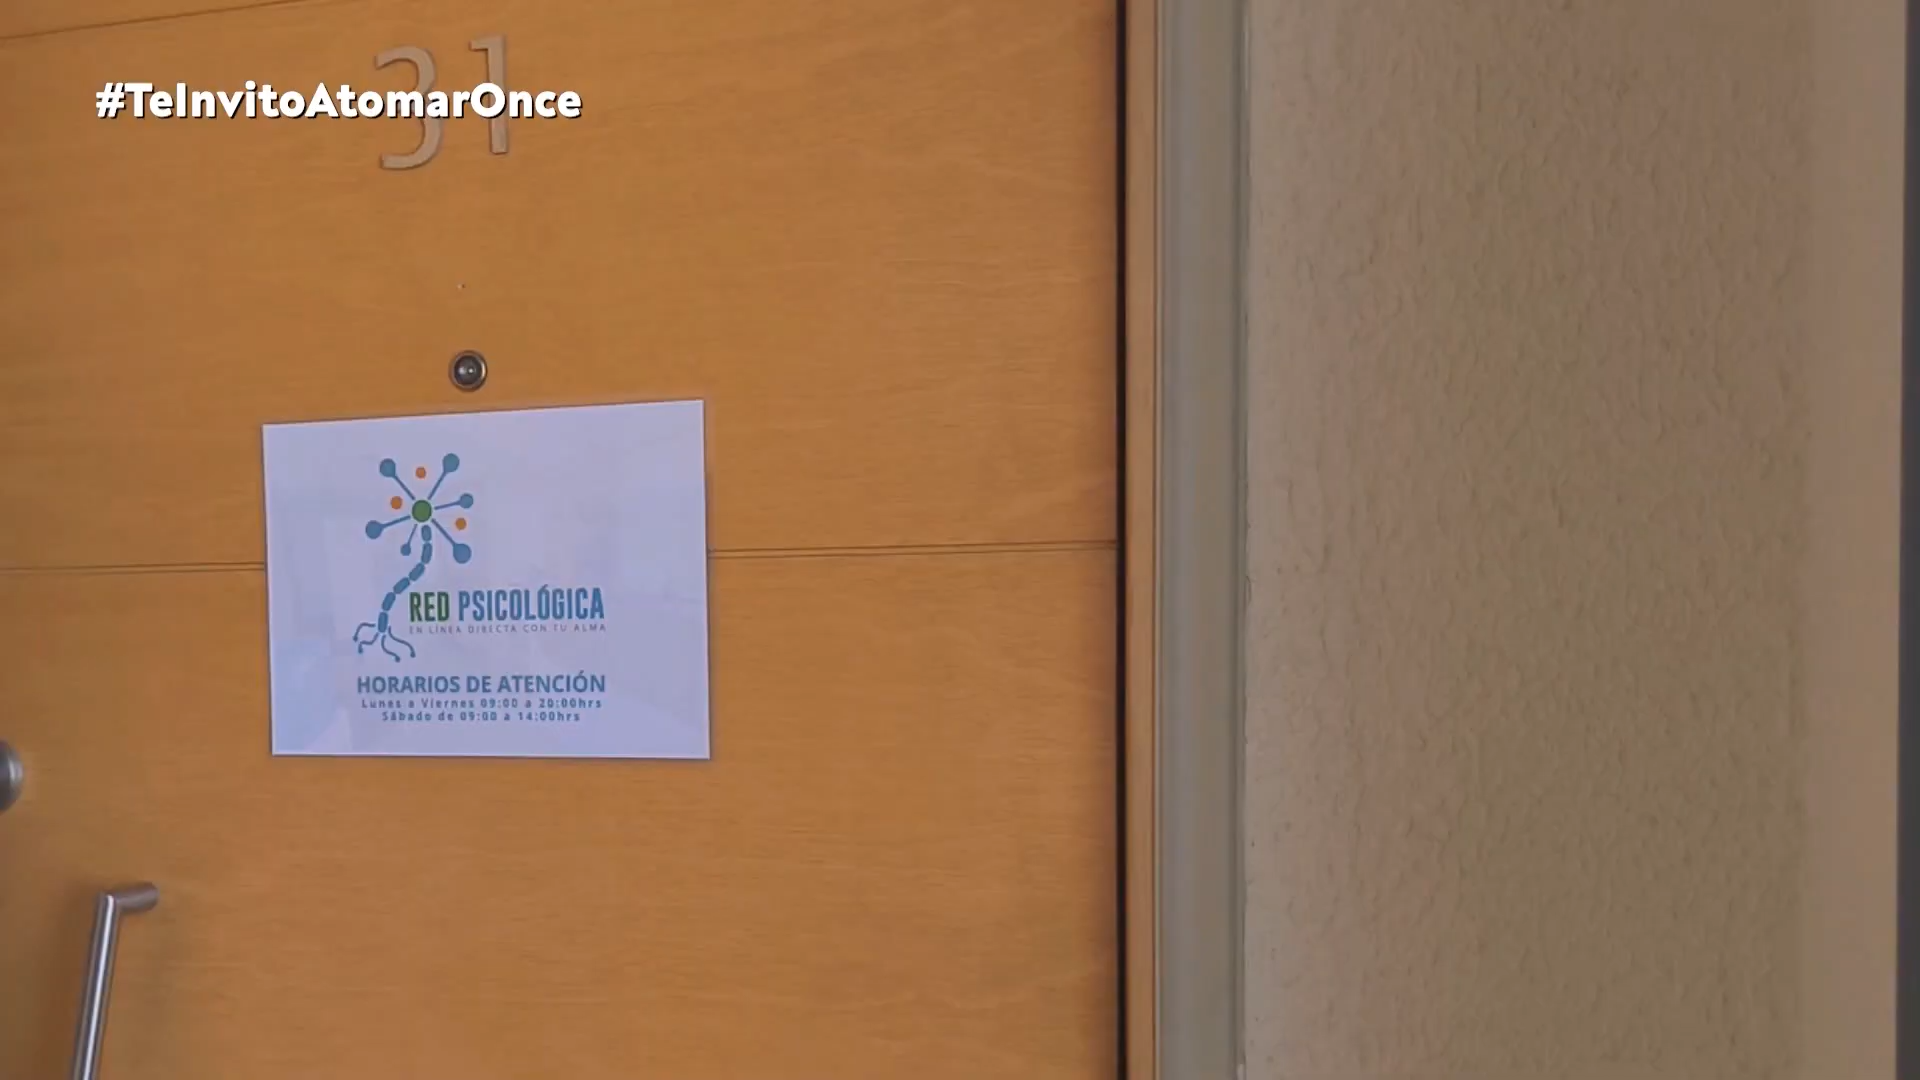 31
#TeInvitoAtomarOnce
RED PSICOLÓGICA
EN LÍNEA DIRECTA CON TU ALMA
HORARIOS DE ATENCIÓN
Lunes a Viernes 09:00 a 20:00hrs
Sábado de 09:00 a 14:00hrs